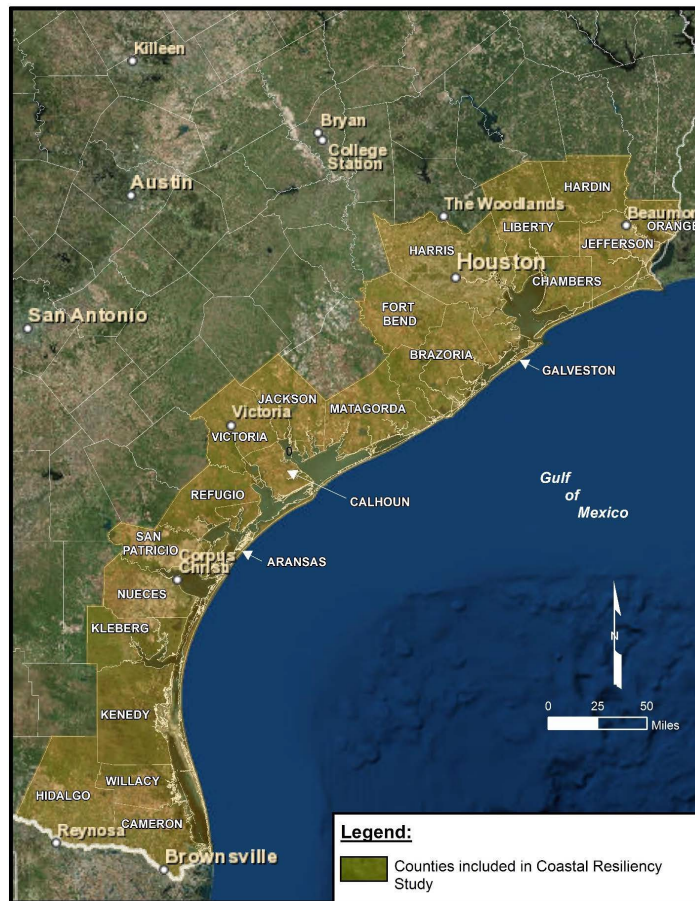 Killeen
Bryan
College
Station
Austin
HARDIN
The Woodlands
LIBERTY
Beaumon
ORANGE
HARRIS
JEFFERSON
Houston
CHAMBERS
San Antonio
FORT
BEND
BRAZORIA
GALVESTON
JACKSON
MATAGORDA
Victoria
VICTORIA
Gulf
of
Mexico
REFUGIO
CALHOUN
SAN
PATRICIO
Corpus
Christi
ARANSAS
NUECES
KLEBERG
N
KENEDY
0 25 50
Miles
WILLACY
HIDALGO
CAMERON
Reynosa
Brownsville
Legend:
Counties included in Coastal Resiliency
Study